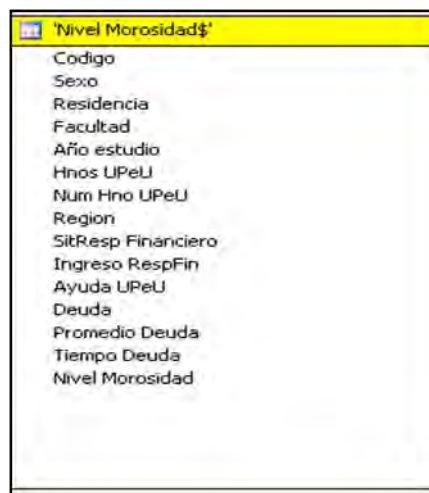 'Nivel Morosidad$'
Codigo
Sexo
Residencia
Facultad
Año estudio
Hnos UPeU
Num Hno UPeU
Region
SitResp Financiero
Ingreso RespFin
Ayuda UPeU
Deuda
Promedio Deuda
Tiempo Deuda
Nivel Morosidad